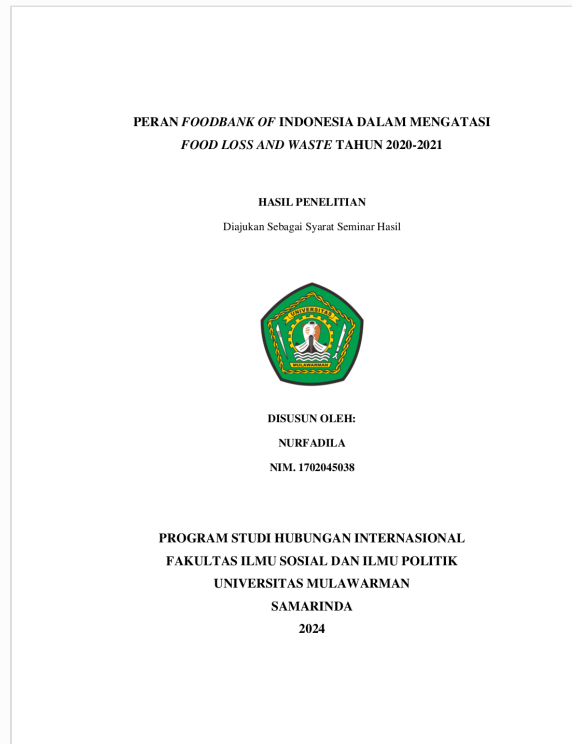 PERAN FOODBANK OF INDONESIA DALAM MENGATASI
FOOD LOSS AND WASTE TAHUN 2020-2021
HASIL PENELITIAN
Diajukan Sebagai Syarat Seminar Hasil
UNIVERSITAS
MULAWARMAN
DISUSUN OLEH:
NURFADILA
NIM. 1702045038
PROGRAM STUDI HUBUNGAN INTERNASIONAL
FAKULTAS ILMU SOSIAL DAN ILMU POLITIK
UNIVERSITAS MULAWARMAN
SAMARINDA
2024